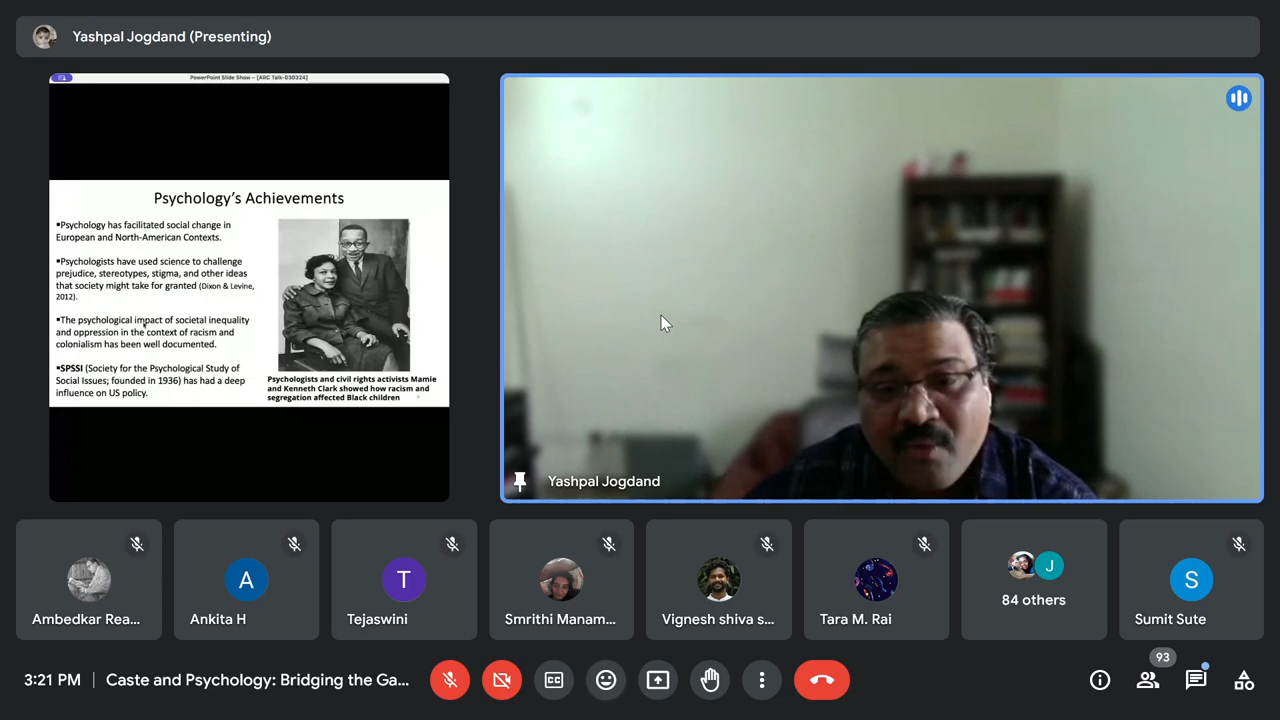 Yashpal Jogdand (Presenting)
PowerPoint Slide Show – [ARC Talk-030324]
Psychology's Achievements
▪Psychology has facilitated social change in
European and North-American Contexts.
▪Psychologists have used science to challenge
prejudice, stereotypes, stigma, and other ideas
that society might take for granted (Dixon & Levine,
2012).
▪The psychological impact of societal inequality
and oppression in the context of racism and
colonialism has been well documented.
▪SPSSI (Society for the Psychological Study of
Social Issues; founded in 1936) has had a deep
influence on US policy.
Psychologists and civil rights activists Mamie
and Kenneth Clark showed how racism and
segregation affected Black children
Yashpal Jogdand
Ambedkar Rea...
A
Ankita H
T
Tejaswini
Smrithi Manam...
Vignesh shiva s...
Tara M. Rai
J
84 others
S
Sumit Sute
3:21 PM | Caste and Psychology: Bridging the Ga...
CC
93